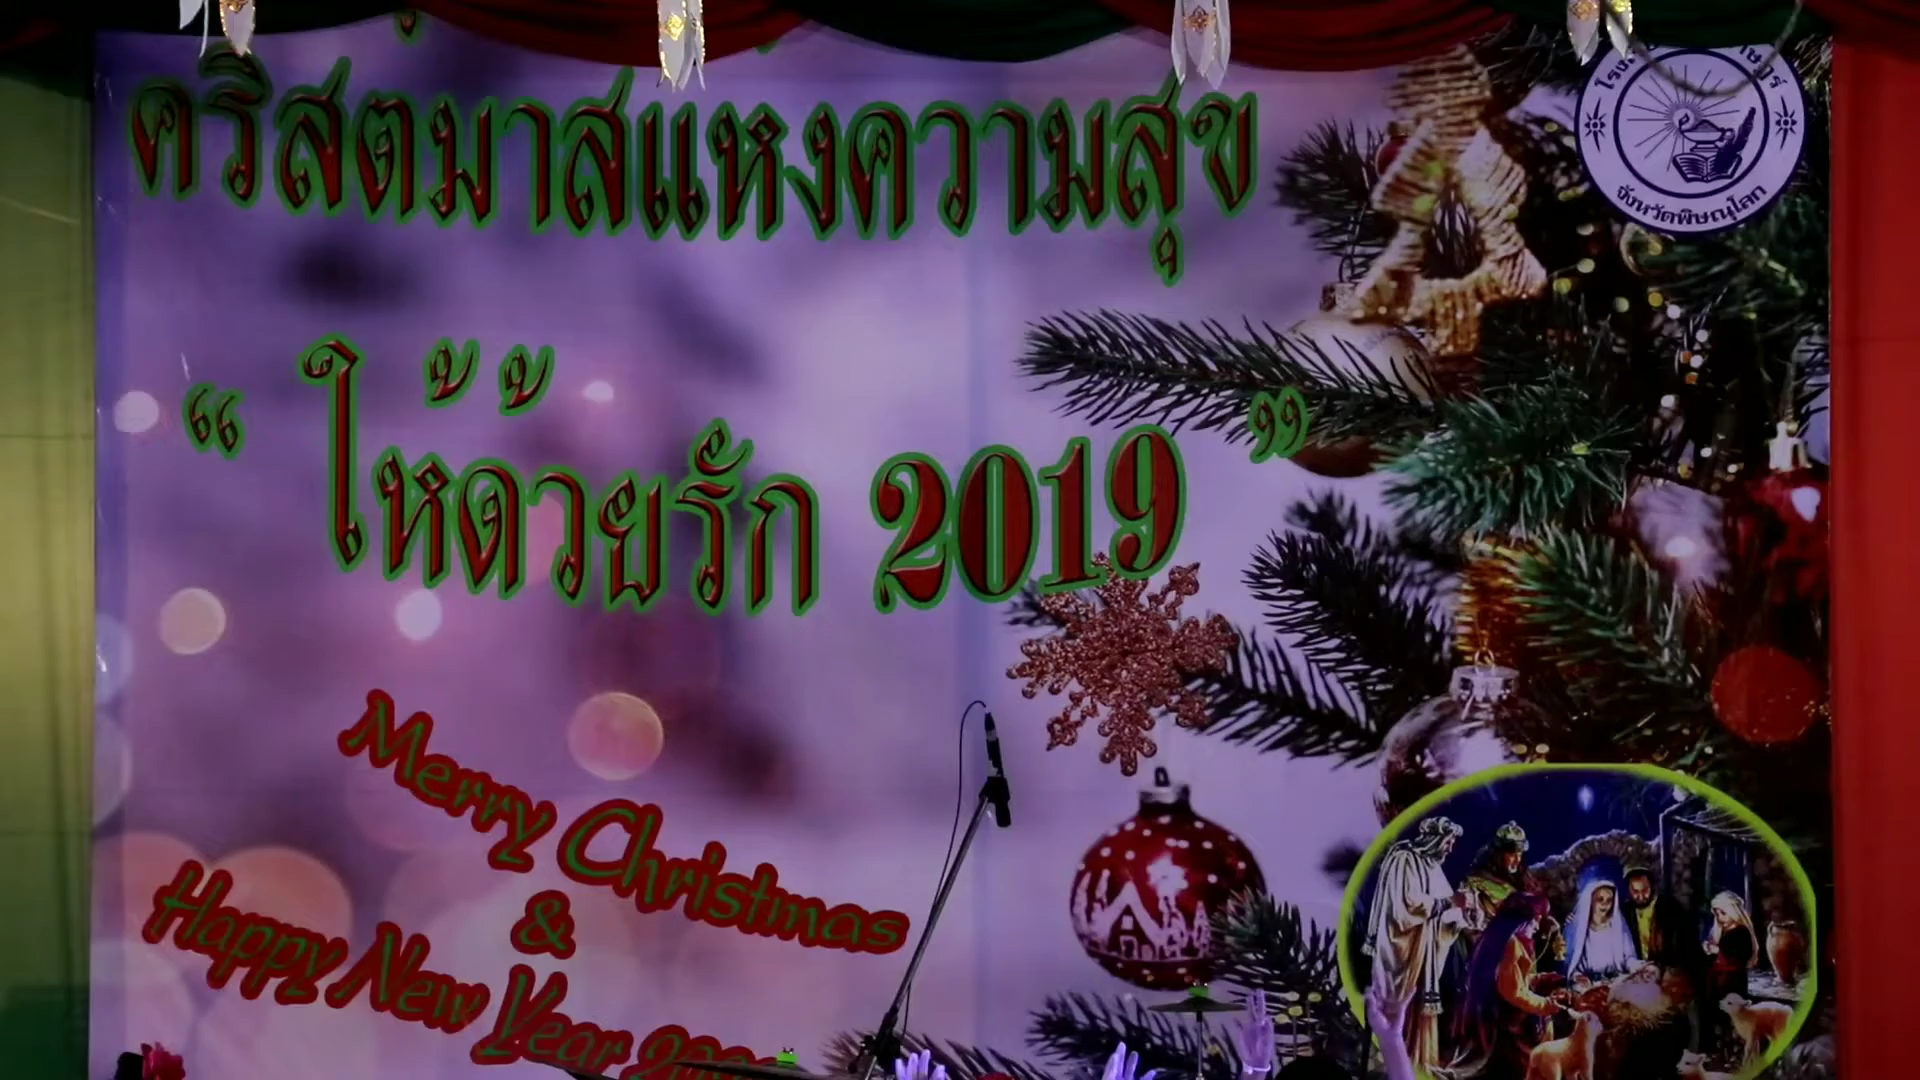 คริสต์มาสแห่งความสุข
“ ให้ด้วยรัก 2019 ”
Merry Christmas
&
Happy New Year
จังหวัดพิษณุโลก